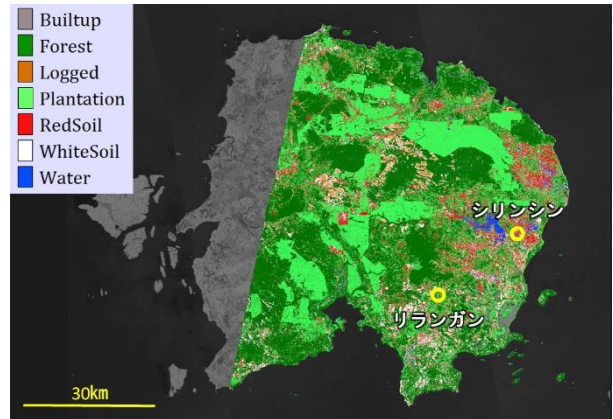 Builtup
Forest
Logged
Plantation
RedSoil
WhiteSoil
Water
シリンシン
リランガン
30km